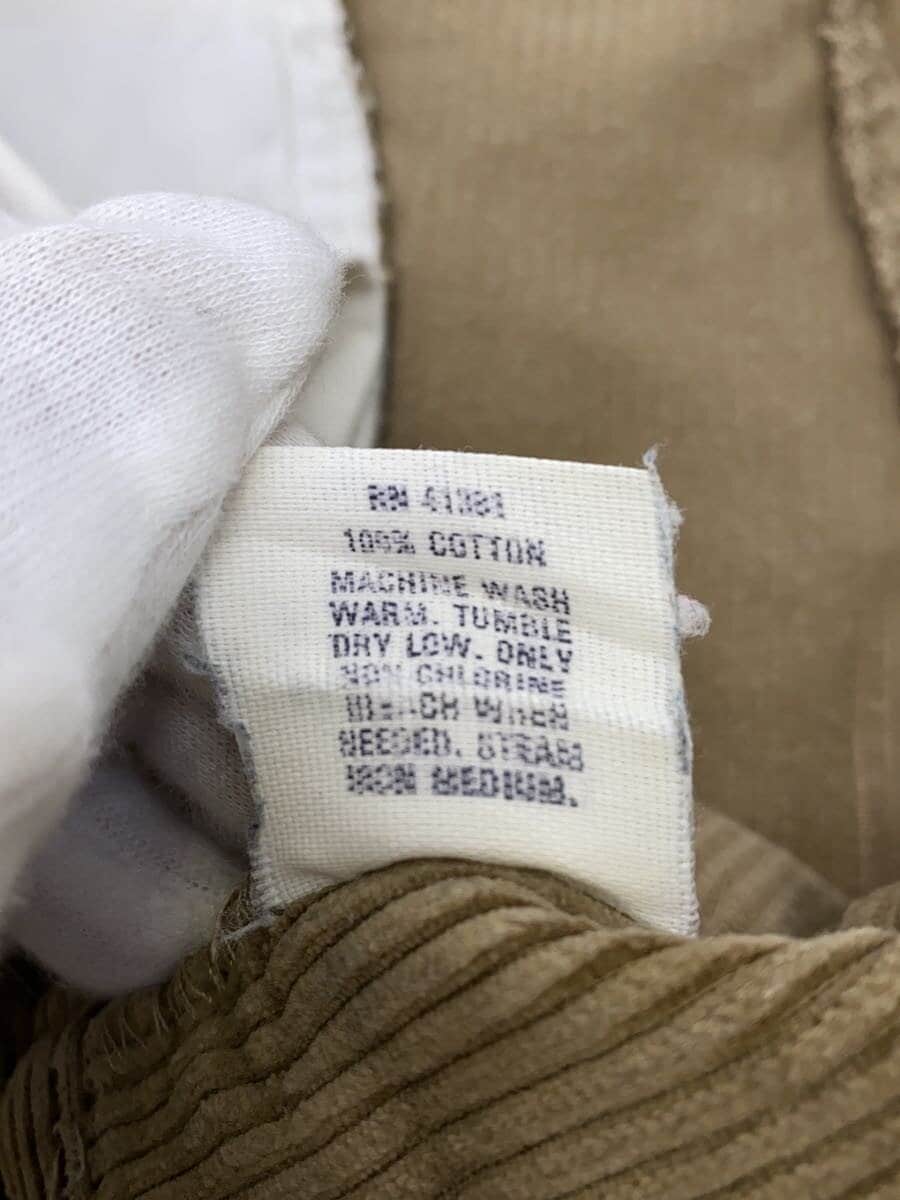 RN 41381
100% COTTON
MACHINE WASH
WARM. TUMBLE
DRY LOW. ONLY
NON CHLORINE
BLEACH WHEN
NEEDED. STEAM
IRON MEDIUM.